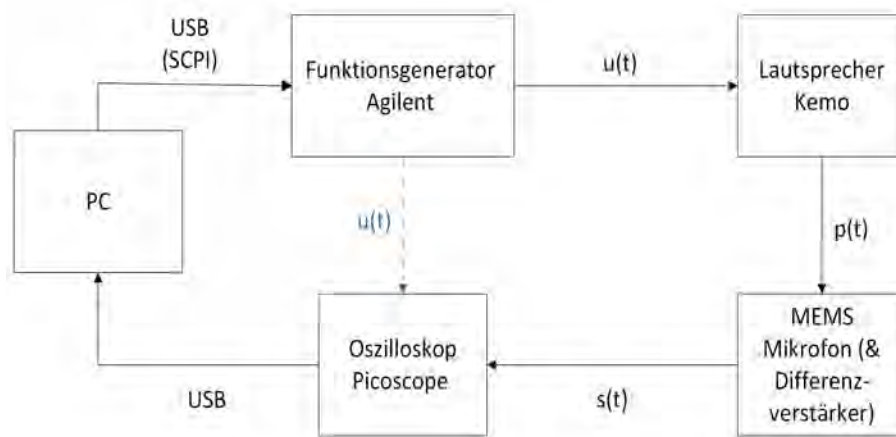 USB
(SCPI)
Funktionsgenerator
Agilent
u(t)
Lautsprecher
Kemo
PC
u(t)
p(t)
Oszilloskop
Picoscope
MEMS
Mikrofon (&
Differenz-
verstärker)
USB
s(t)